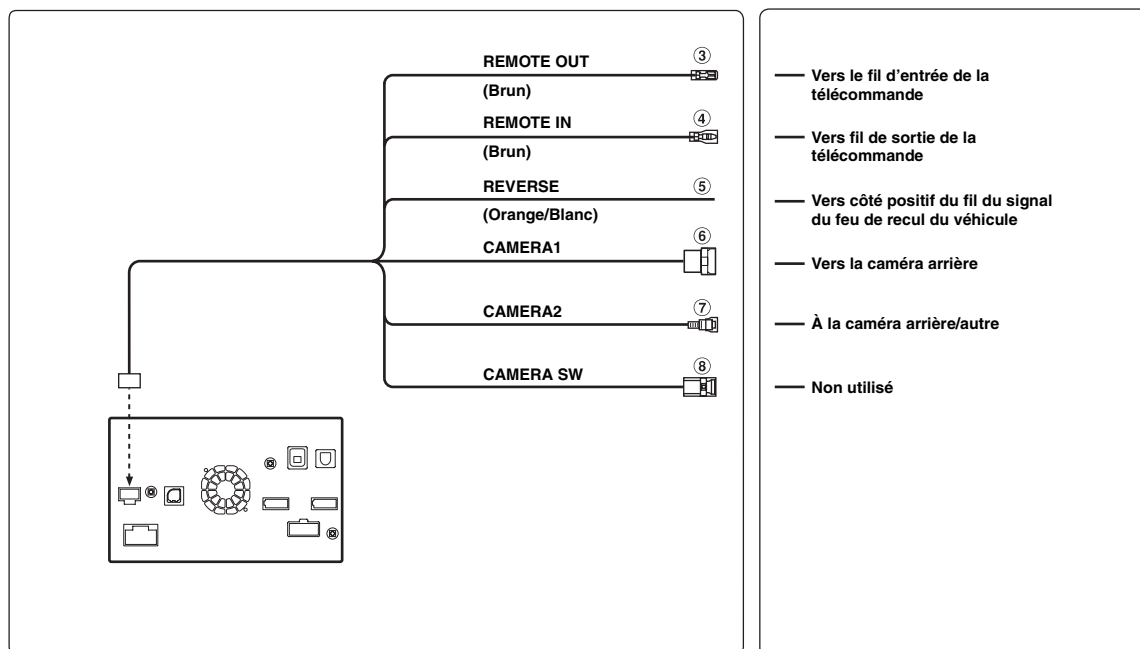 REMOTE OUT
③
(Brun)
Vers le fil d'entrée de la
télécommande
REMOTE IN
④
(Brun)
Vers fil de sortie de la
télécommande
REVERSE
⑤
(Orange/Blanc)
Vers côté positif du fil du signal
du feu de recul du véhicule
CAMERA1
⑥
Vers la caméra arrière
CAMERA2
⑦
À la caméra arrière/autre
CAMERA SW
⑧
Non utilisé